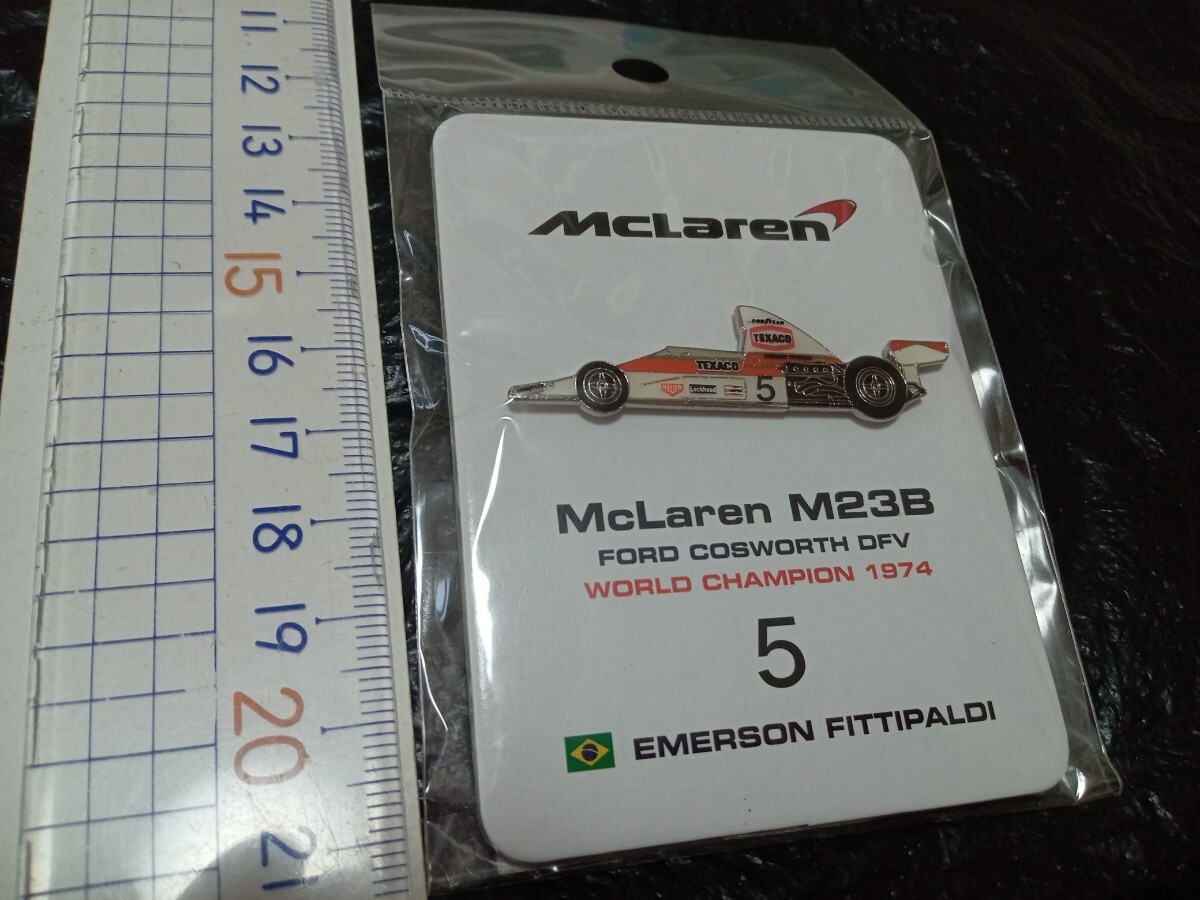 11
12
13
14
15
16
17
18
19
20
21
McLaren
GOODYEAR
TEXACO
TEXACO
HEUER
Lockheed
5
McLaren M23B
FORD COSWORTH DFV
WORLD CHAMPION 1974
5
EMERSON FITTIPALDI